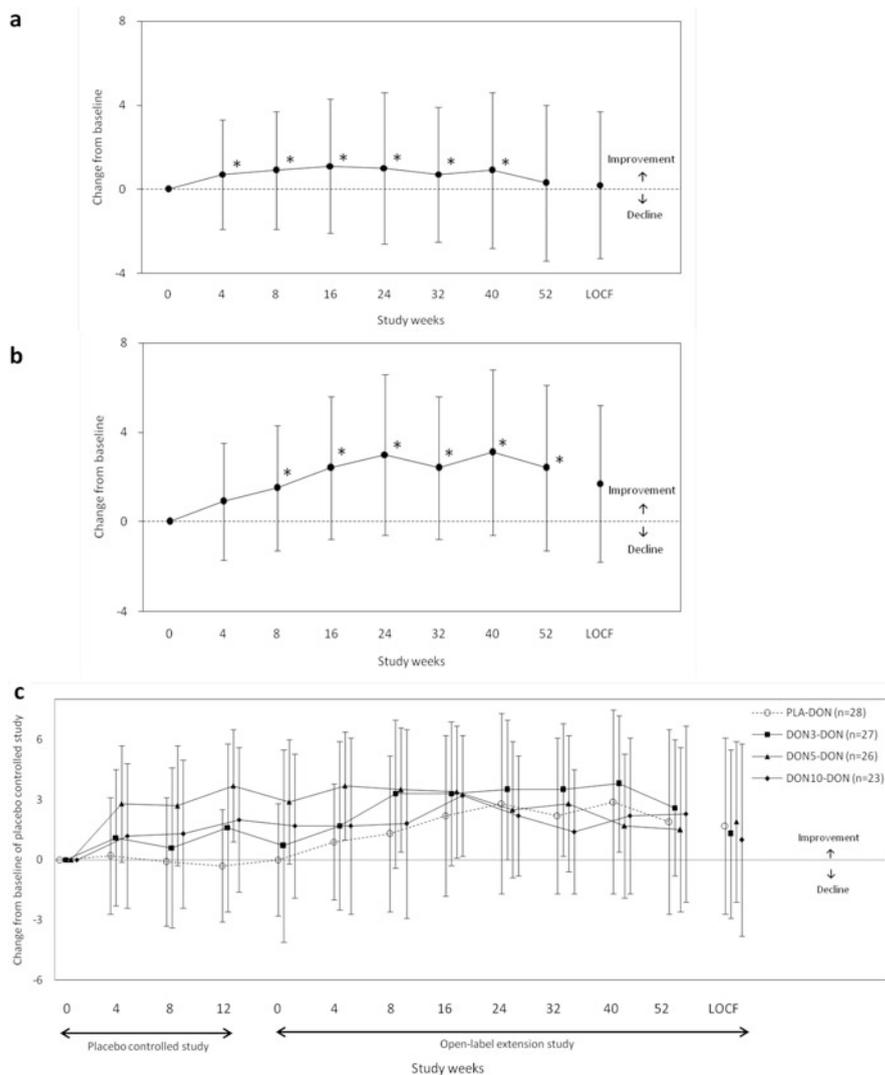 a
8
4
0
-4
Change from baseline
* * * * * *
Improvement
↑
↓
Decline
0 4 8 16 24 32 40 52 LOCF
Study weeks
b
8
4
0
-4
Change from baseline
* * * * * *
Improvement
↑
↓
Decline
0 4 8 16 24 32 40 52 LOCF
Study weeks
c
6
3
0
-3
-6
Change from baseline of placebo controlled study
PLA-DON (n=28)
DON3-DON (n=27)
DON5-DON (n=26)
DON10-DON (n=23)
Improvement
↑
↓
Decline
0 4 8 12 0 4 8 16 24 32 40 52 LOCF
Placebo controlled study
Open-label extension study
Study weeks